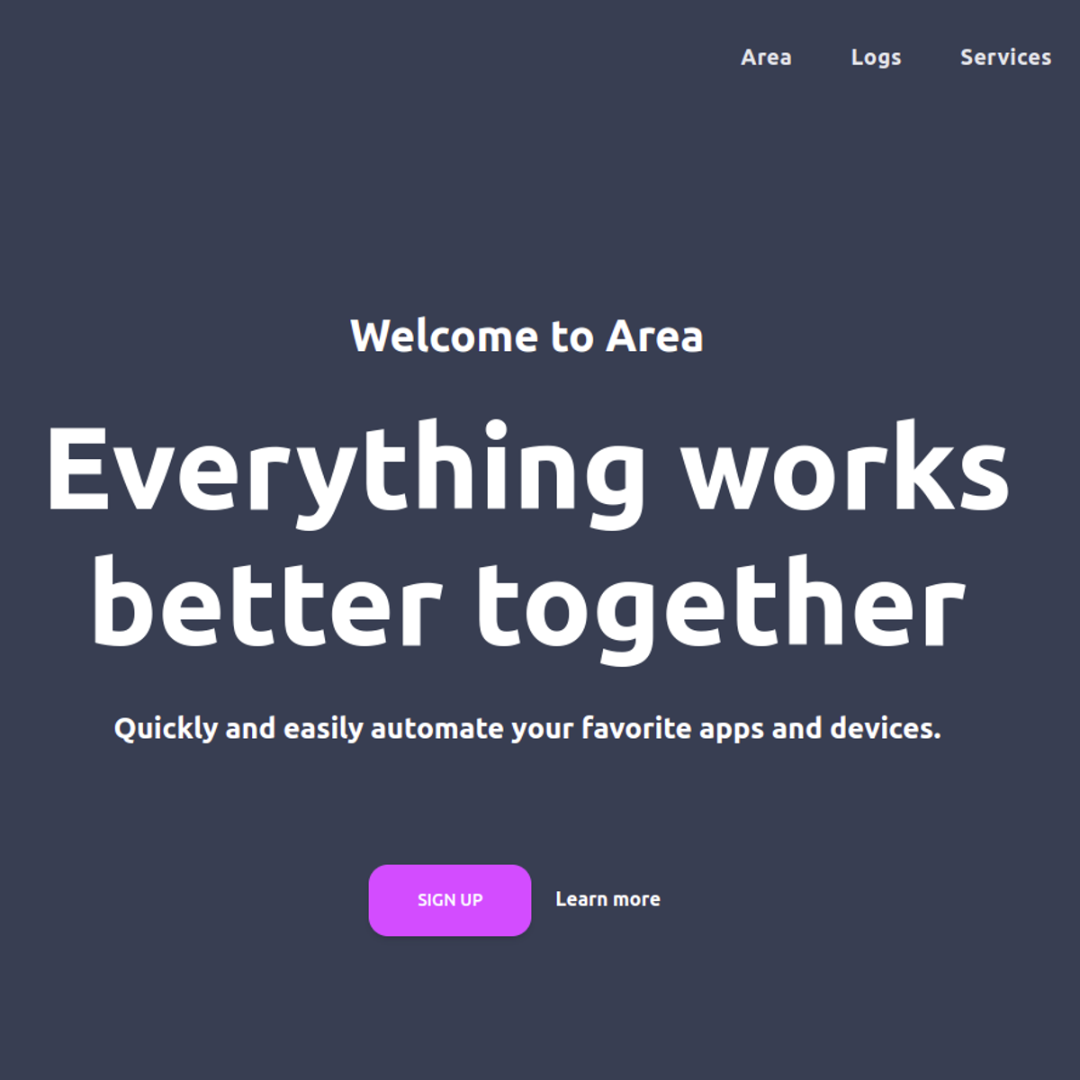 Area Logs Services
Welcome to Area
Everything works
better together
Quickly and easily automate your favorite apps and devices.
SIGN UP Learn more